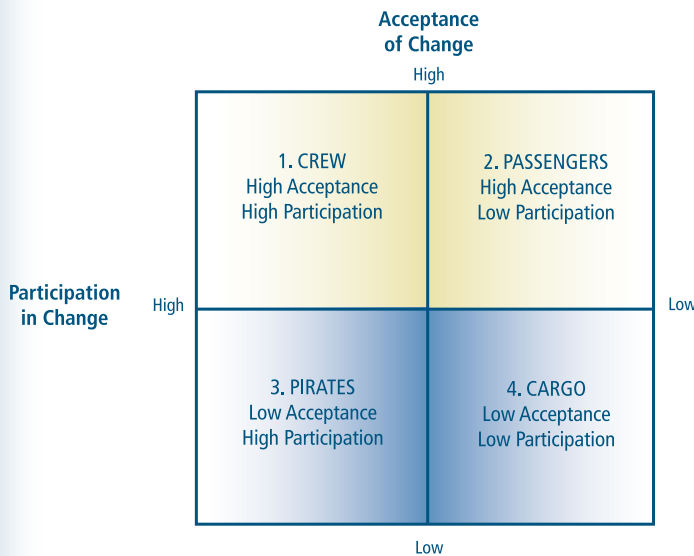 Acceptance
of Change
High
1. CREW
High Acceptance
High Participation
2. PASSENGERS
High Acceptance
Low Participation
Participation
in Change
High
Low
3. PIRATES
Low Acceptance
High Participation
4. CARGO
Low Acceptance
Low Participation
Low